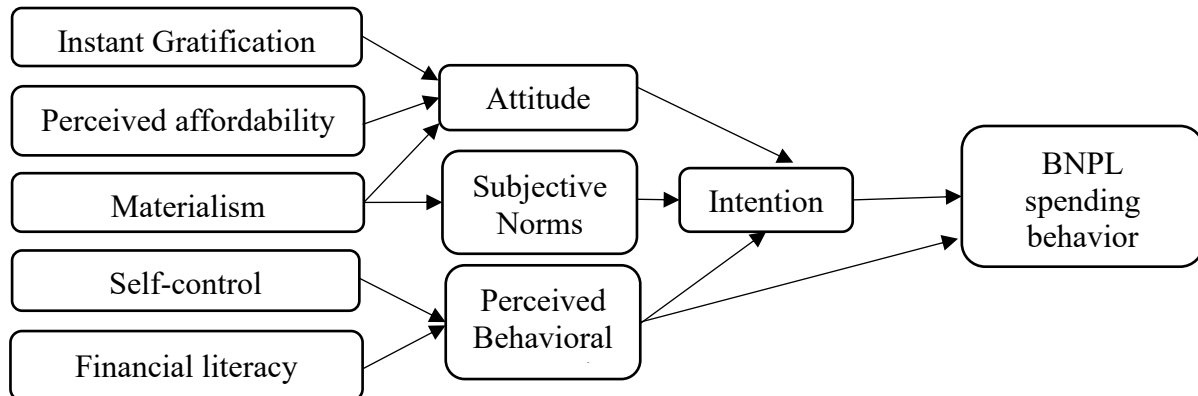 Instant Gratification
Perceived affordability
Materialism
Self-control
Financial literacy
Attitude
Subjective
Norms
Perceived
Behavioral
Intention
BNPL
spending
behavior